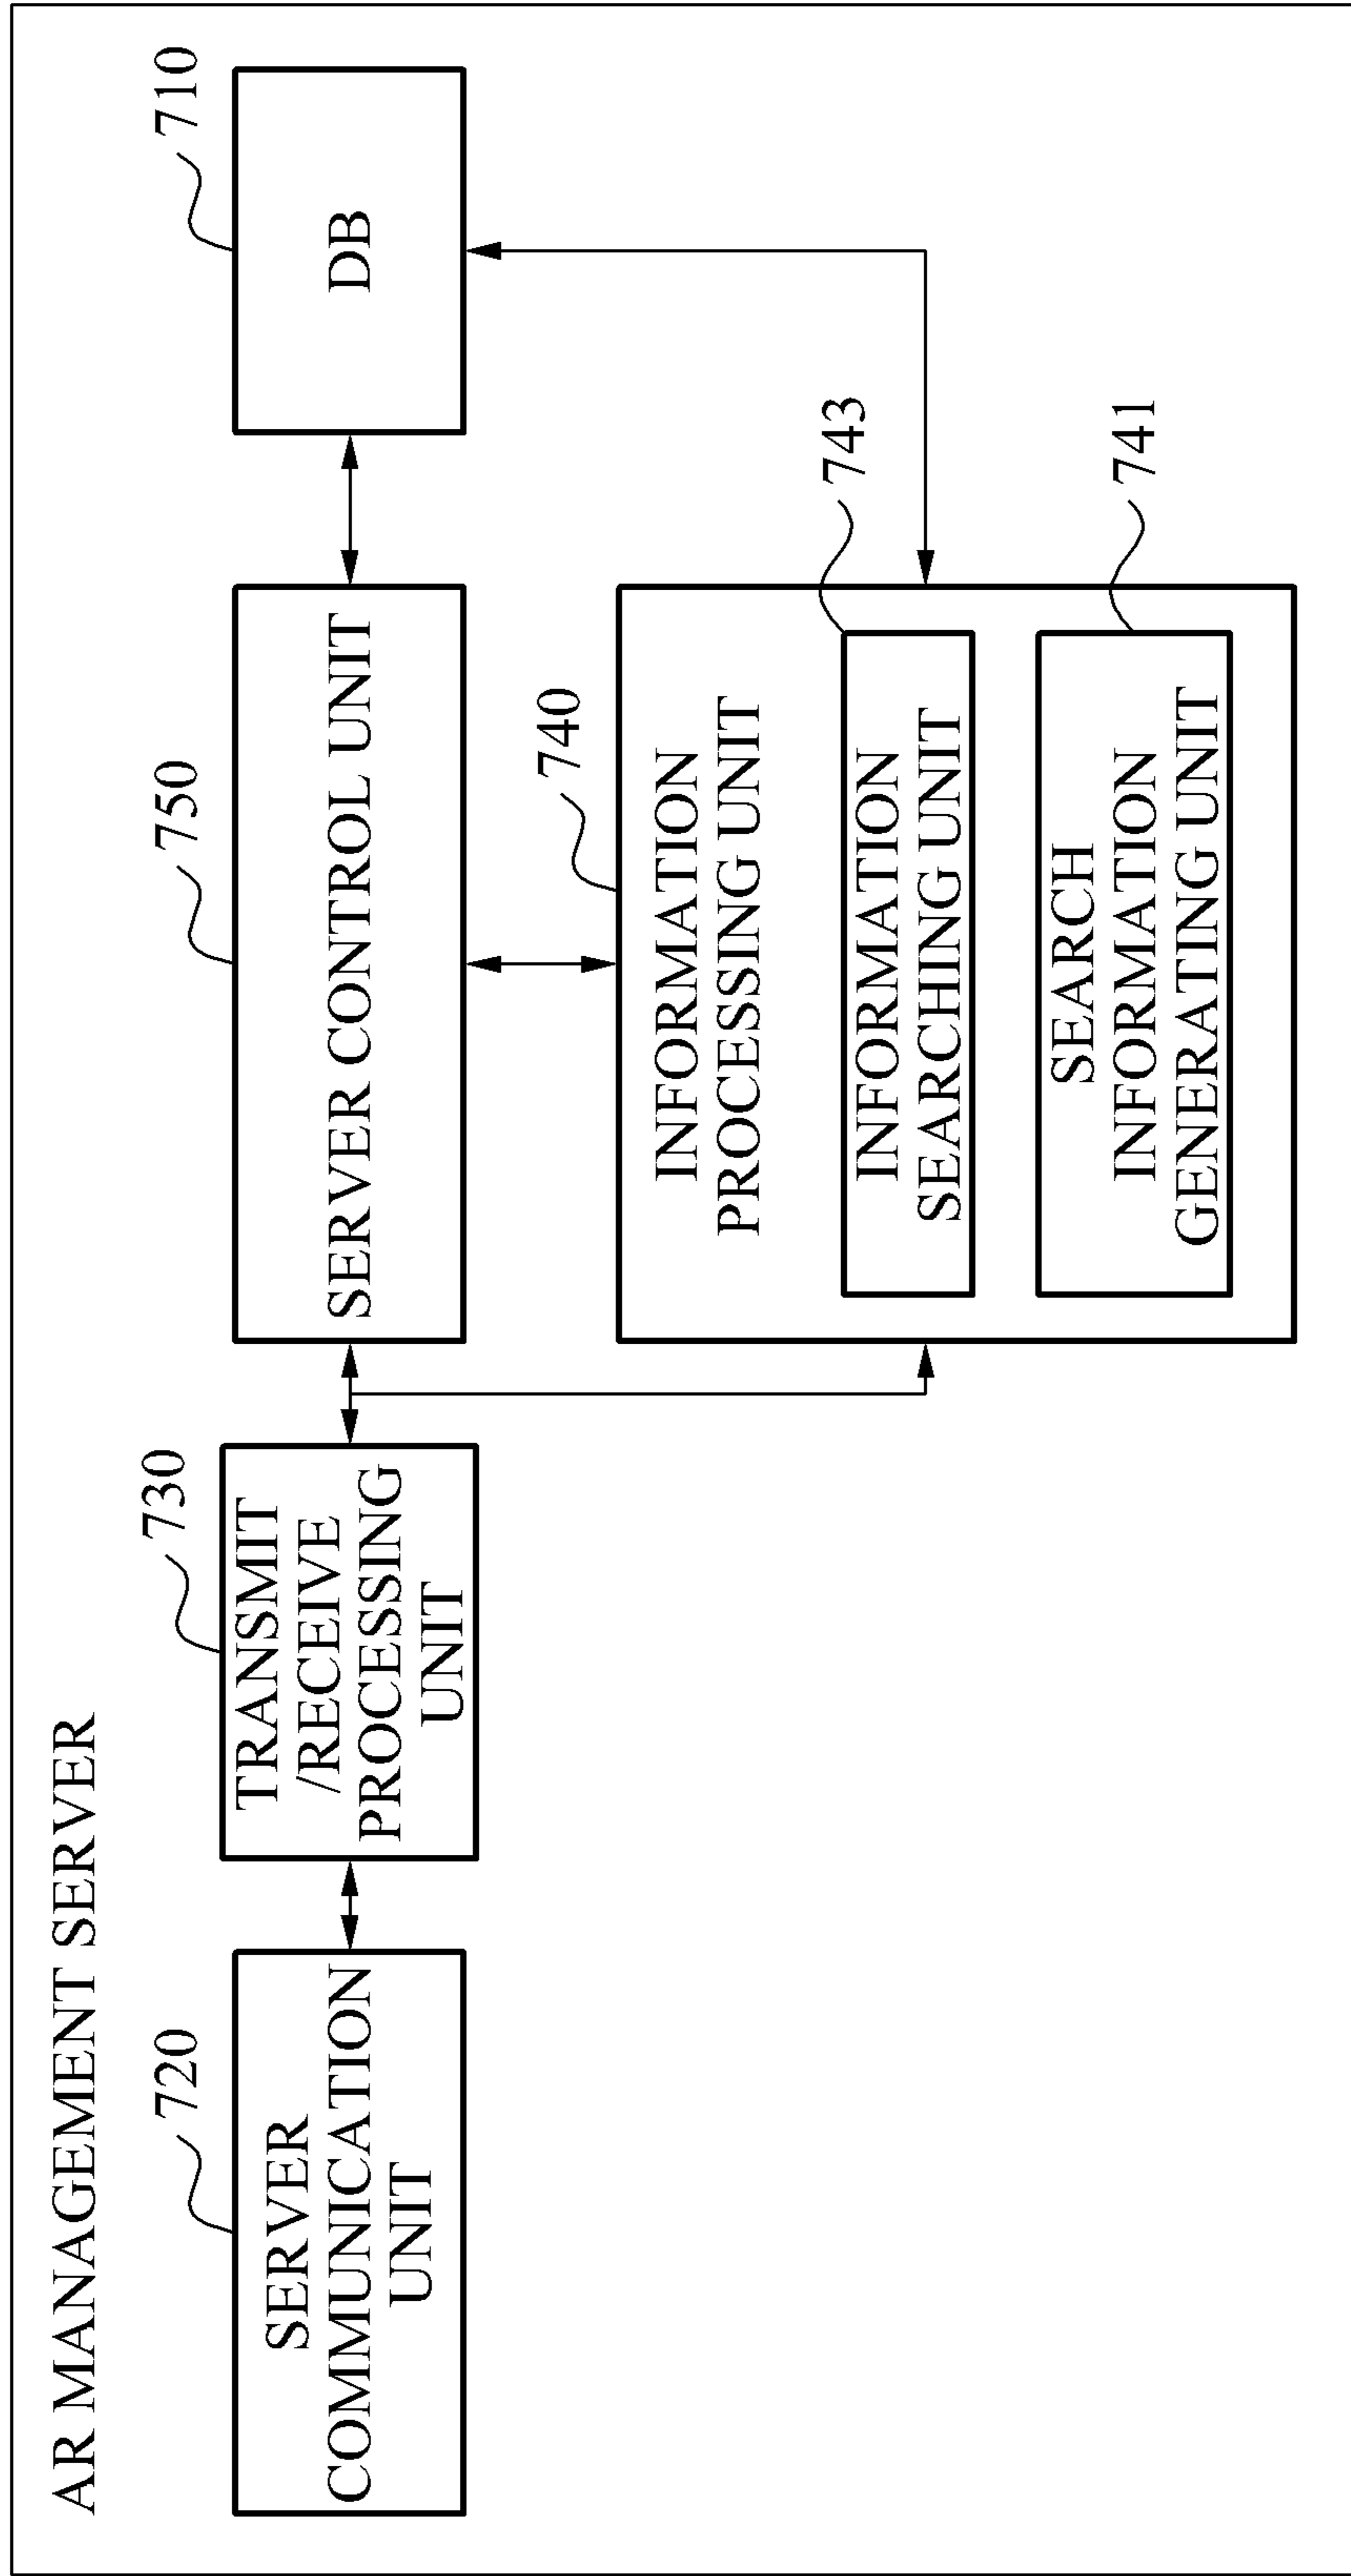 AR MANAGEMENT SERVER
720
SERVER
COMMUNICATION
UNIT
730
TRANSMIT
/RECEIVE
PROCESSING
UNIT
750
SERVER CONTROL UNIT
710
DB
740
INFORMATION
PROCESSING UNIT
743
INFORMATION
SEARCHING UNIT
741
SEARCH
INFORMATION
GENERATING UNIT